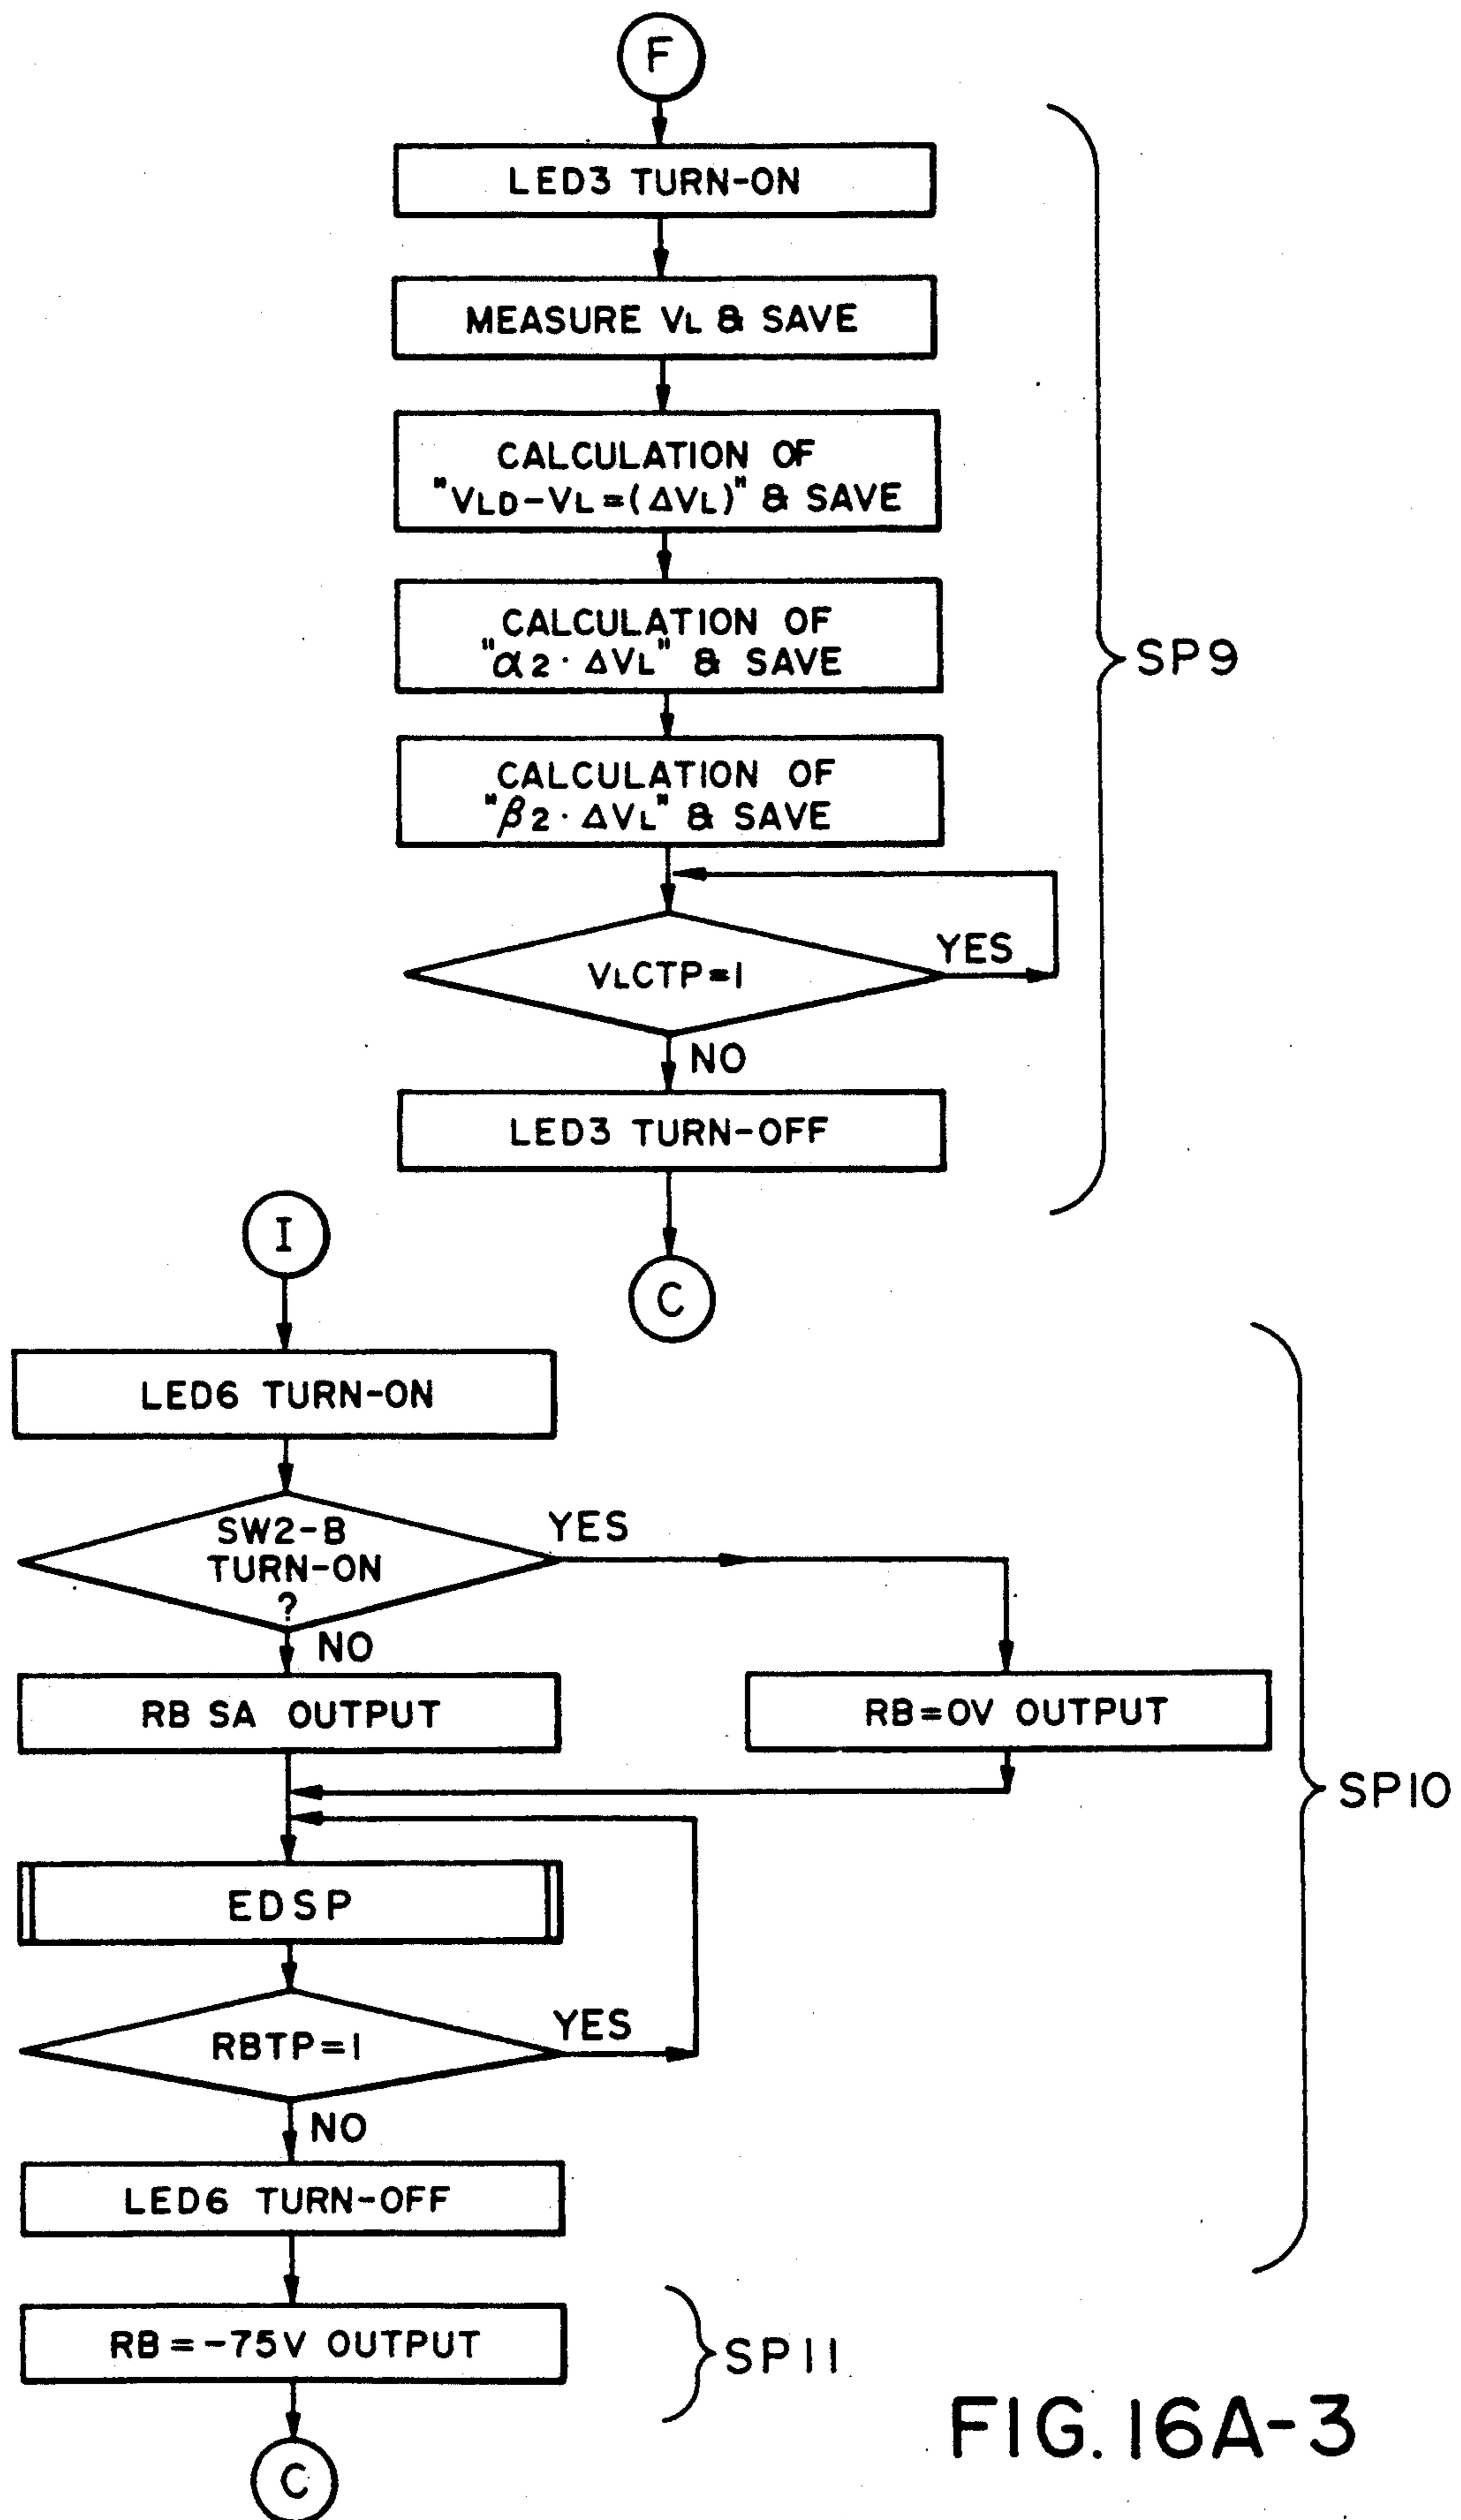 F
LED3 TURN-ON
MEASURE VL & SAVE
CALCULATION OF
"VLD-VL=(ΔVL)" & SAVE
CALCULATION OF
"α2·ΔVL" & SAVE
SP9
CALCULATION OF
"β2·ΔVL" & SAVE
YES
VLCTP=1
NO
LED3 TURN-OFF
I
C
LED6 TURN-ON
SW2-B
TURN-ON
?
YES
NO
RB SA OUTPUT
RB=0V OUTPUT
SP10
EDSP
RBTP=1
YES
NO
LED6 TURN-OFF
RB=-75V OUTPUT
SP11
C
FIG. 16A-3